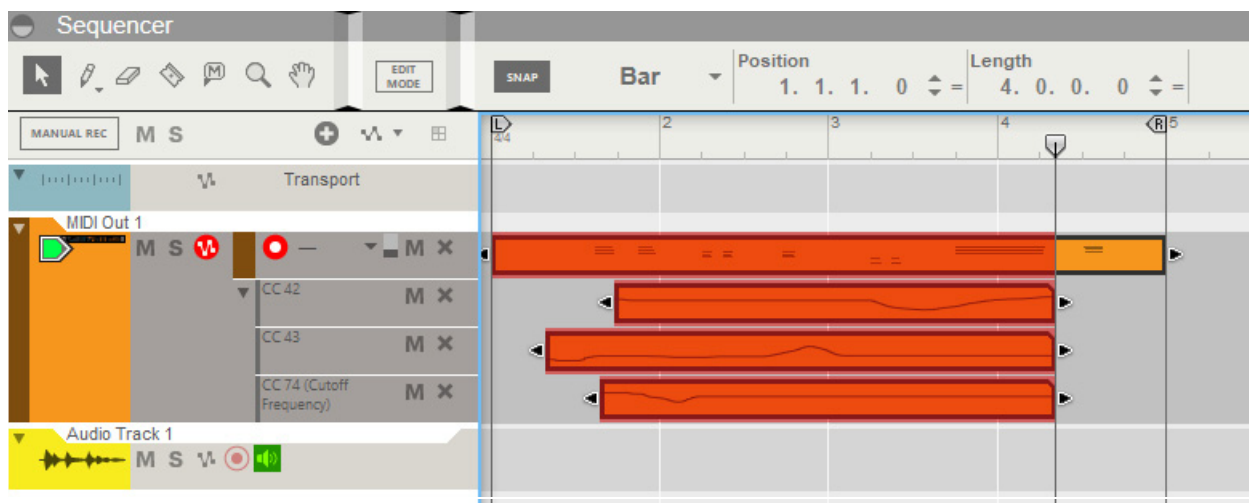 Sequencer
EDIT MODE
SNAP
Bar
Position
1. 1. 1. 0
=
Length
4. 0. 0. 0
=
MANUAL REC
M S
L
4/4
2
3
4
R
5
Transport
MIDI Out 1
M S
— M ×
CC 42
M ×
CC 43
M ×
CC 74 (Cutoff
Frequency)
M ×
Audio Track 1
M S